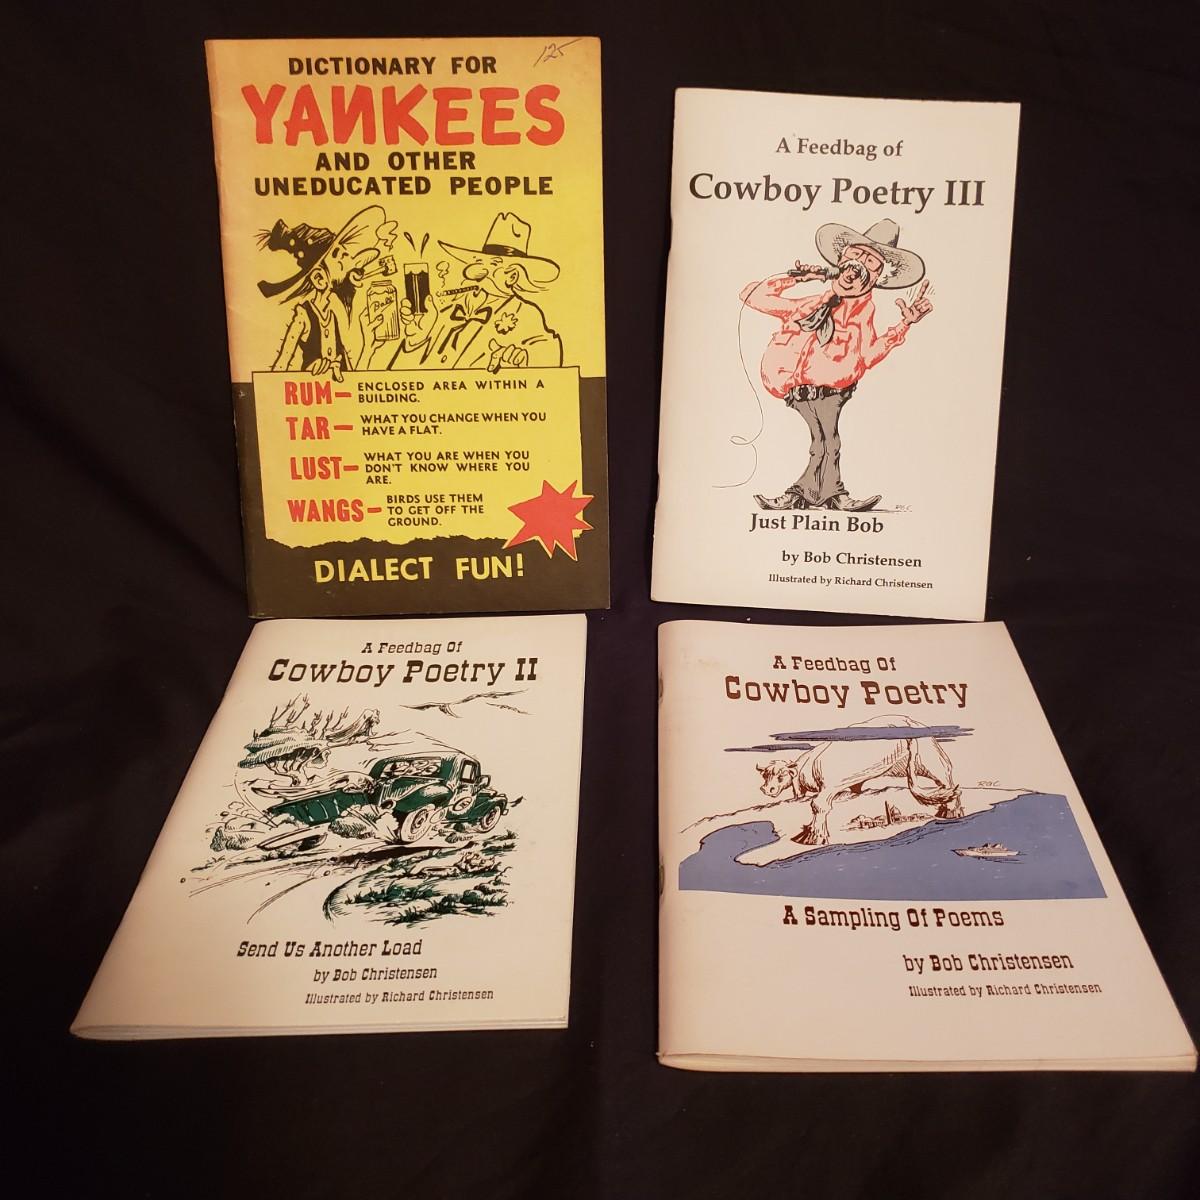 125
DICTIONARY FOR
YANKEES
AND OTHER
UNEDUCATED PEOPLE
RUM— ENCLOSED AREA WITHIN A
BUILDING.
TAR— WHAT YOU CHANGE WHEN YOU
HAVE A FLAT.
LUST— WHAT YOU ARE WHEN YOU
DON'T KNOW WHERE YOU
ARE.
WANGS— BIRDS USE THEM
TO GET OFF THE
GROUND.
DIALECT FUN!
A Feedbag of
Cowboy Poetry III
Just Plain Bob
by Bob Christensen
Illustrated by Richard Christensen
A Feedbag Of
Cowboy Poetry II
Send Us Another Load
by Bob Christensen
Illustrated by Richard Christensen
A Feedbag Of
Cowboy Poetry
RGC
A Sampling Of Poems
by Bob Christensen
Illustrated by Richard Christensen